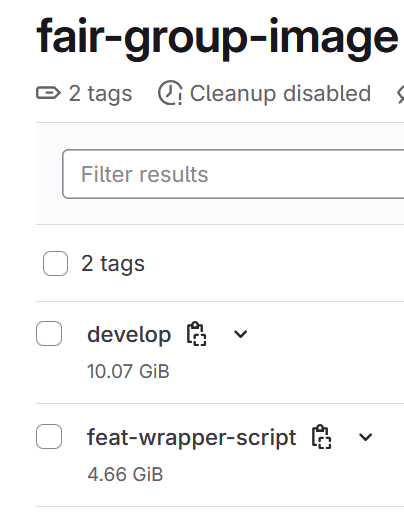 fair-group-image
2 tags Cleanup disabled
Filter results
2 tags
develop
10.07 GiB
feat-wrapper-script
4.66 GiB